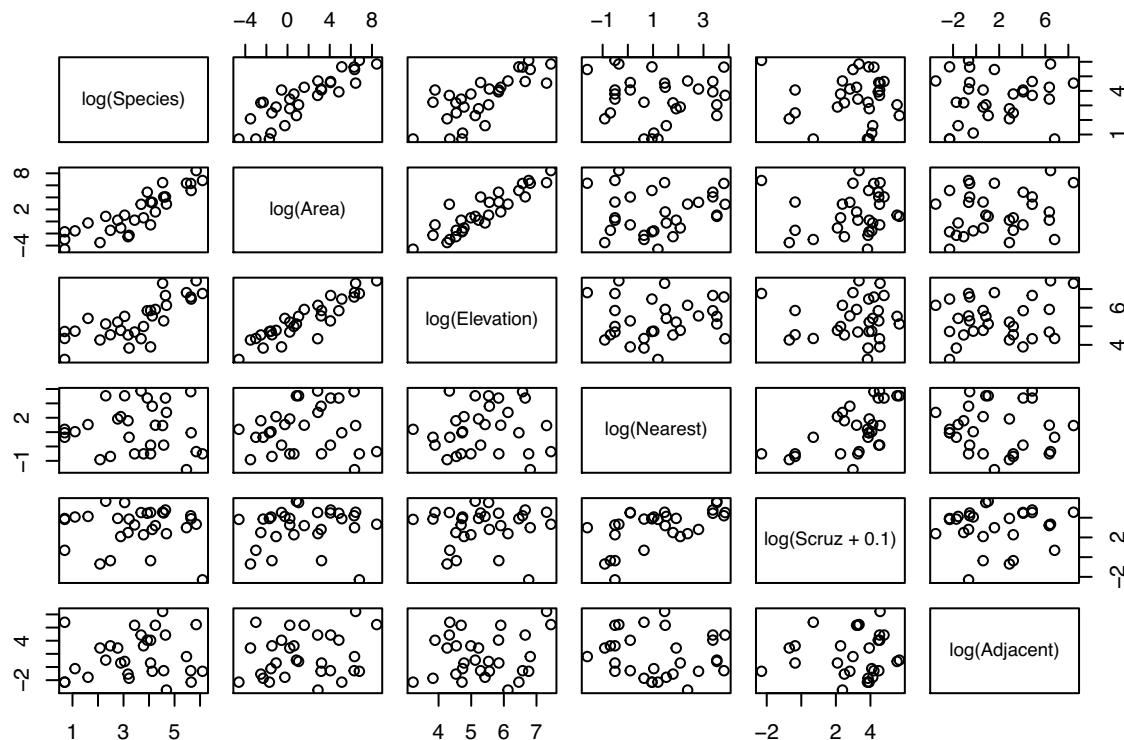 −4 0 4 8
−1 1 3
−2 2 6
log(Species)
1 4
−4 2 8
log(Area)
log(Elevation)
4 6
−1 2
log(Nearest)
log(Scruz + 0.1)
−2 2
−2 4
log(Adjacent)
1 3 5
4 5 6 7
−2 2 4